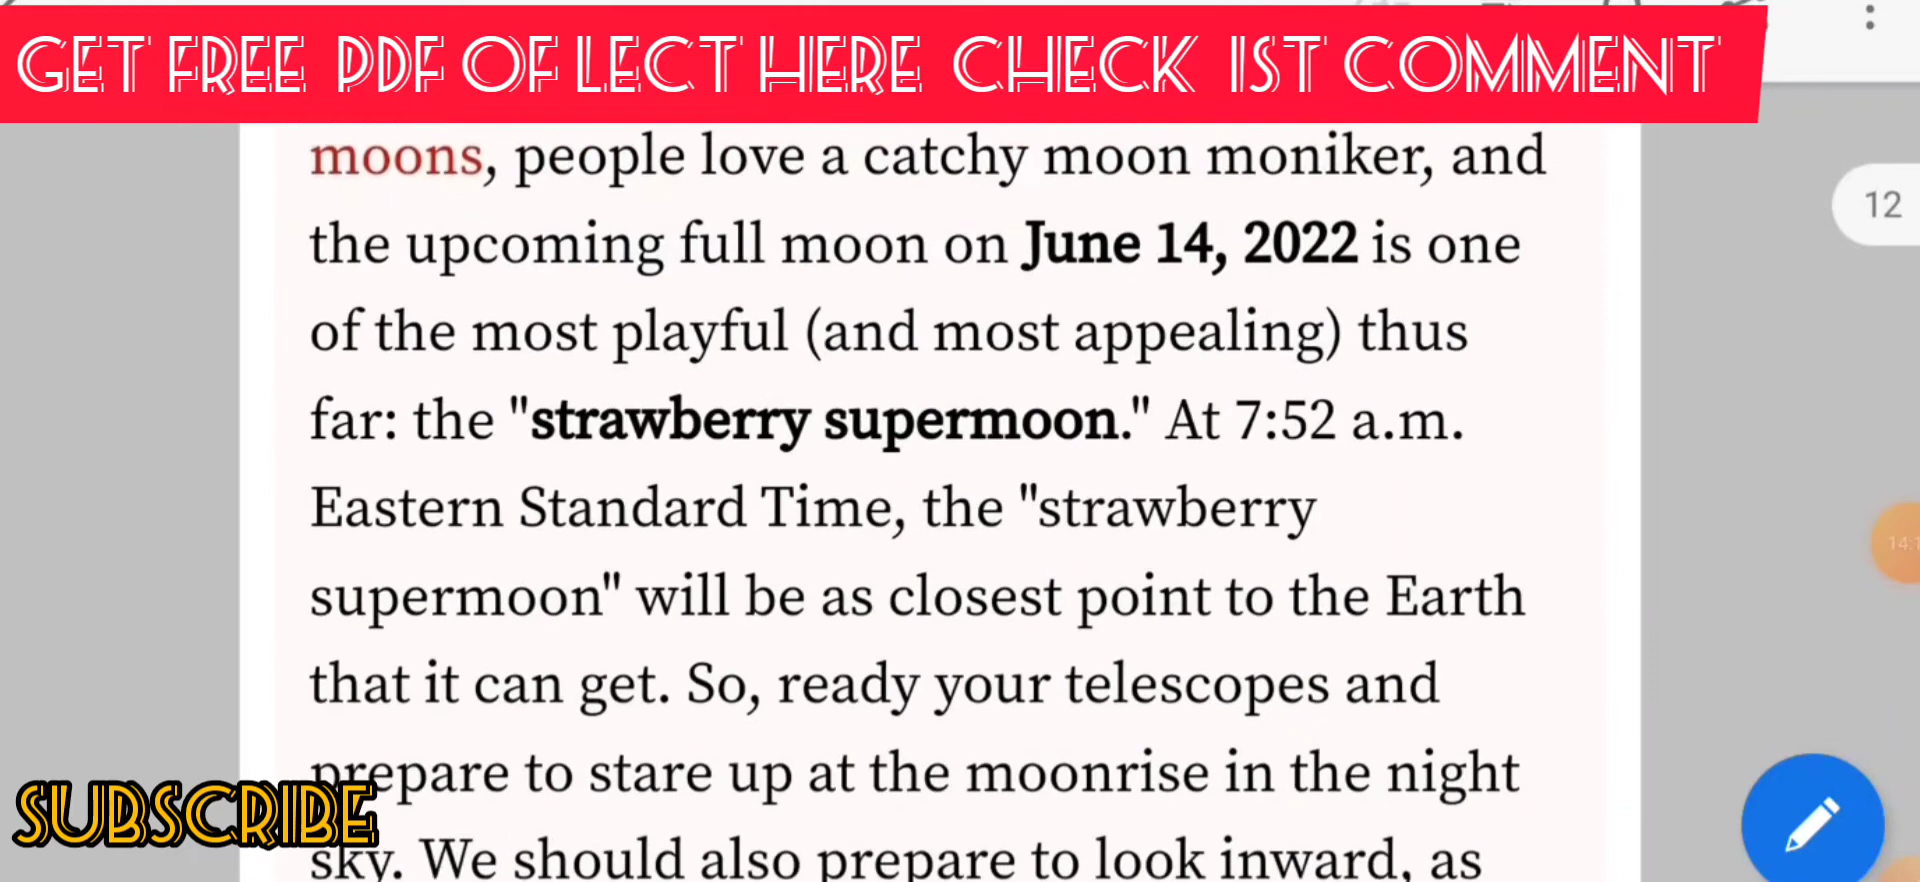 GET FREE PDF OF LECT HERE CHECK IST COMMENT
moons, people love a catchy moon moniker, and
12
the upcoming full moon on June 14, 2022 is one
of the most playful (and most appealing) thus
far: the "strawberry supermoon." At 7:52 a.m.
Eastern Standard Time, the "strawberry
14:1
supermoon" will be as closest point to the Earth
that it can get. So, ready your telescopes and
prepare to stare up at the moonrise in the night
SUBSCRIBE
sky. We should also prepare to look inward, as